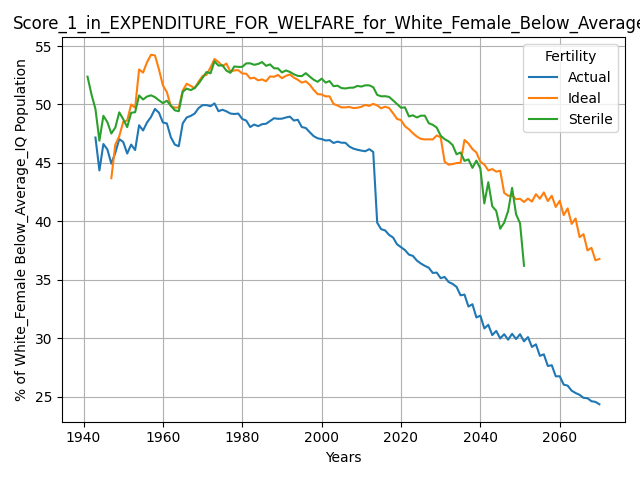 Score_1_in_EXPENDITURE_FOR_WELFARE_for_White_Female_Below_Average
55
50
45
40
35
30
25
% of White_Female Below_Average_IQ Population
Fertility
Actual
Ideal
Sterile
1940 1960 1980 2000 2020 2040 2060
Years